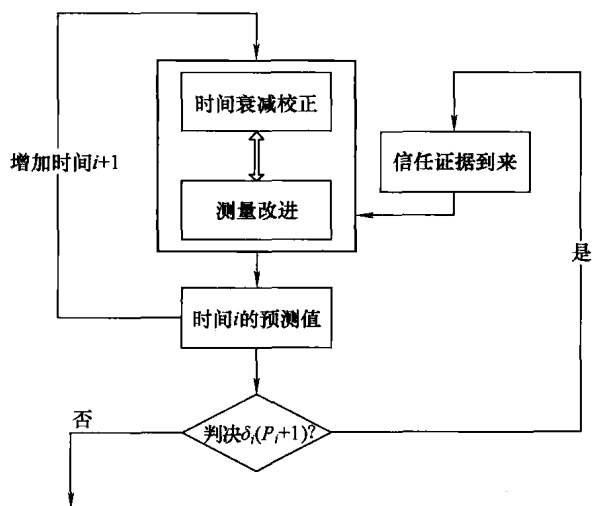 时间衰减校正
增加时间i+1
信任证据到来
测量改进
是
时间i的预测值
否
判决δᵢ(Pᵢ+1)?